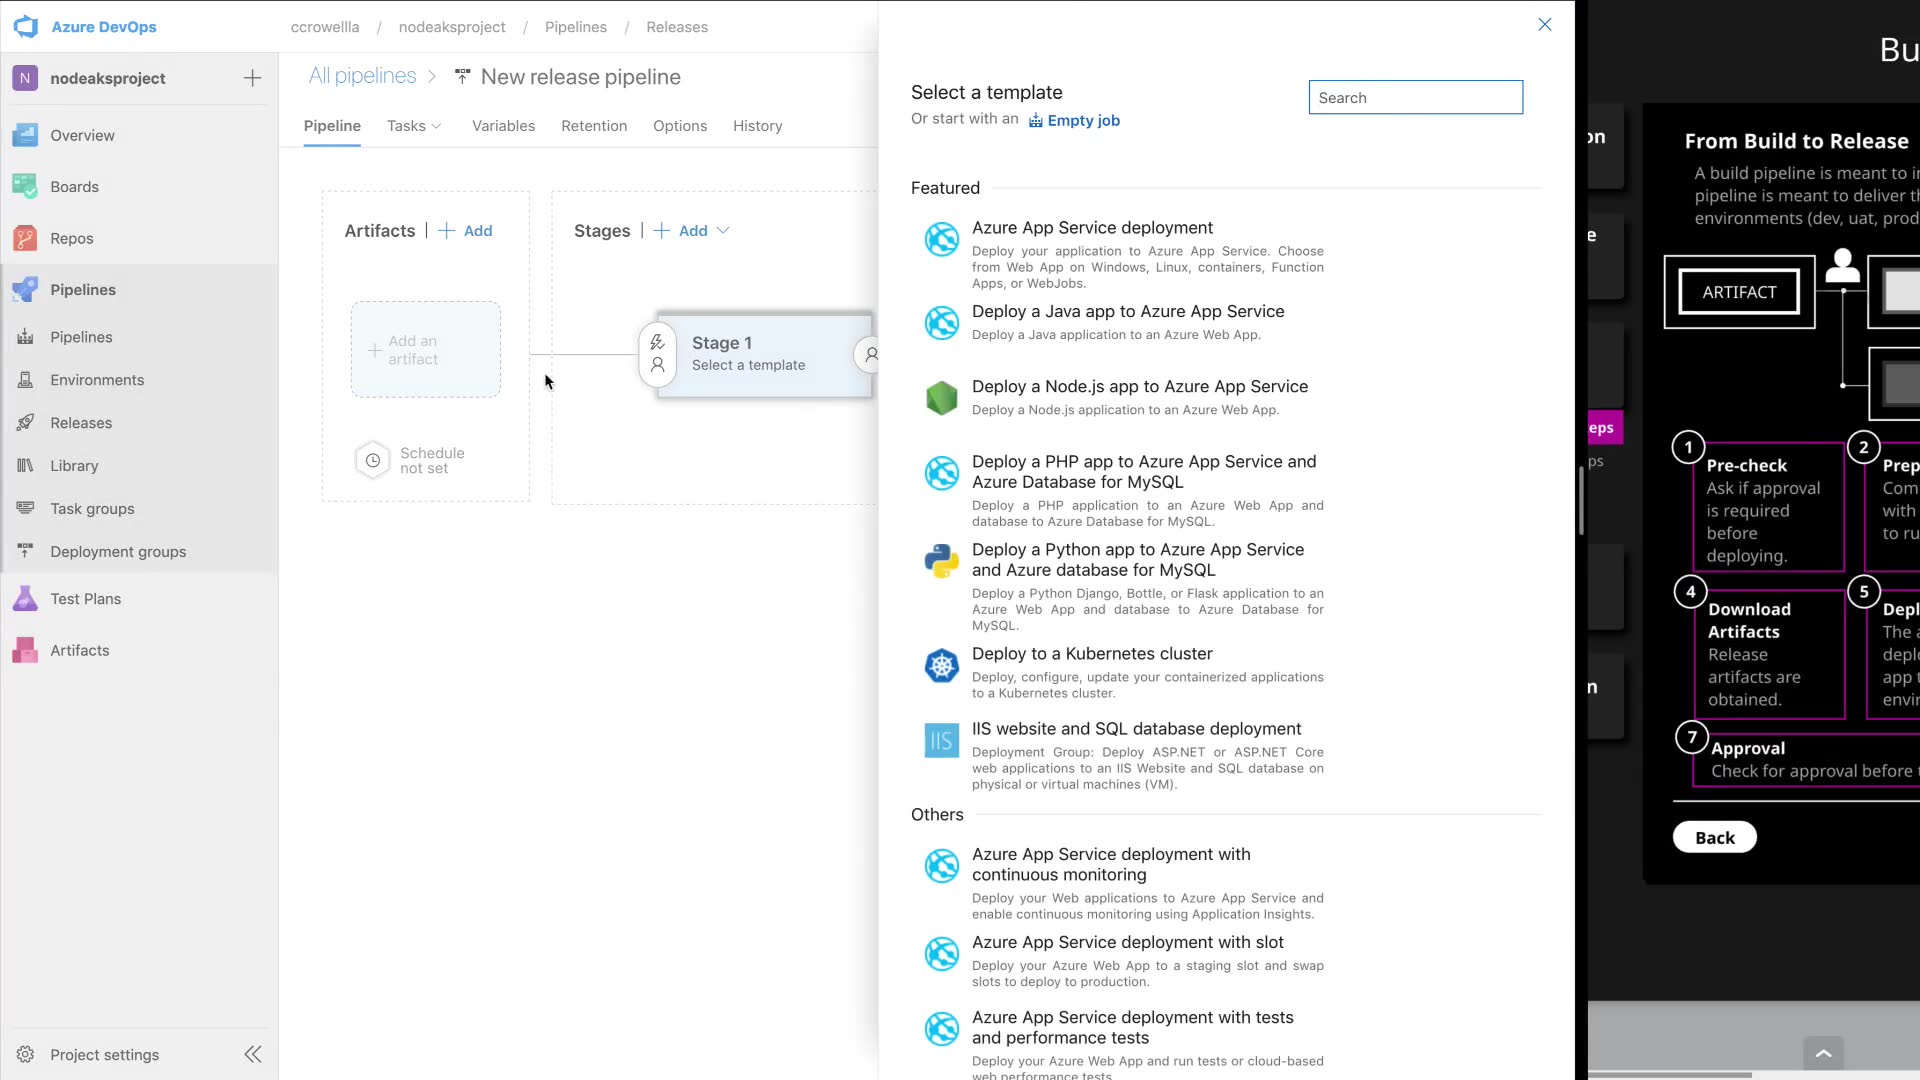 Azure DevOps
ccrowellla / nodeaksproject / Pipelines / Releases
N nodeaksproject
Overview
Boards
Repos
Pipelines
Pipelines
Environments
Releases
Library
Task groups
Deployment groups
Test Plans
Artifacts
Project settings
All pipelines > New release pipeline
Pipeline Tasks Variables Retention Options History
Artifacts | + Add
Add an
artifact
Schedule
not set
Stages | + Add
Stage 1
Select a template
Select a template
Or start with an Empty job
Search
Featured
Azure App Service deployment
Deploy your application to Azure App Service. Choose
from Web App on Windows, Linux, containers, Function
Apps, or WebJobs.
Deploy a Java app to Azure App Service
Deploy a Java application to an Azure Web App.
Deploy a Node.js app to Azure App Service
Deploy a Node.js application to an Azure Web App.
Deploy a PHP app to Azure App Service and
Azure Database for MySQL
Deploy a PHP application to an Azure Web App and
database to Azure Database for MySQL.
Deploy a Python app to Azure App Service
and Azure database for MySQL
Deploy a Python Django, Bottle, or Flask application to an
Azure Web App and database to Azure Database for
MySQL.
Deploy to a Kubernetes cluster
Deploy, configure, update your containerized applications
to a Kubernetes cluster.
IIS
IIS website and SQL database deployment
Deployment Group: Deploy ASP.NET or ASP.NET Core
web applications to an IIS Website and SQL database on
physical or virtual machines (VM).
Others
Azure App Service deployment with
continuous monitoring
Deploy your Web applications to Azure App Service and
enable continuous monitoring using Application Insights.
Azure App Service deployment with slot
Deploy your Azure Web App to a staging slot and swap
slots to deploy to production.
Azure App Service deployment with tests
and performance tests
Deploy your Azure Web App and run tests or cloud-based
web performance tests.
Bu
on
e
eps
ps
n
From Build to Release
A build pipeline is meant to i
pipeline is meant to deliver t
environments (dev, uat, prod
ARTIFACT
1
Pre-check
Ask if approval
is required
before
deploying.
2
Prep
Com
with
to ru
4
Download
Artifacts
Release
artifacts are
obtained.
5
Depl
The a
depl
app t
envir
7
Approval
Check for approval before t
Back